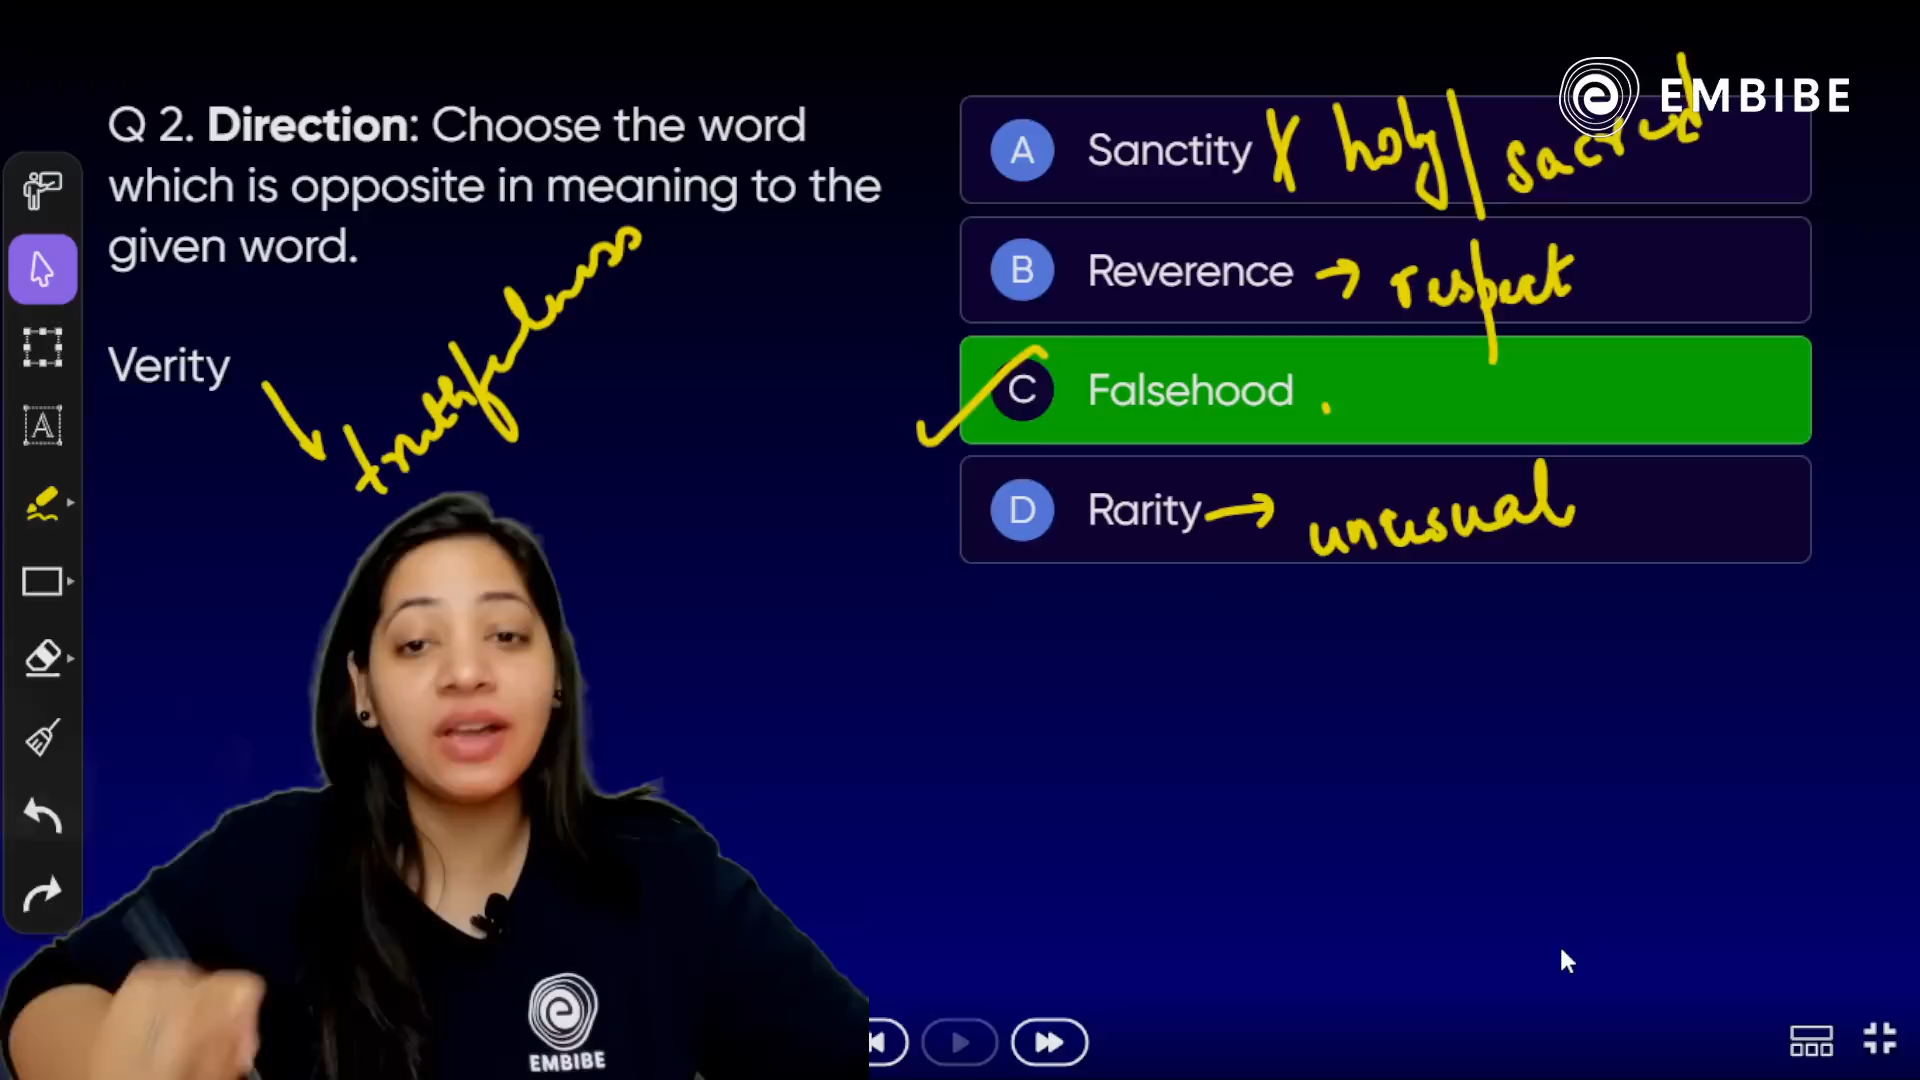 EMBIBE
Q 2. Direction: Choose the word
which is opposite in meaning to the
given word.
Verity
truthfulness
A Sanctity X holy/sacred
B Reverence → respect
C Falsehood .
D Rarity → unusual
A
EMBIBE